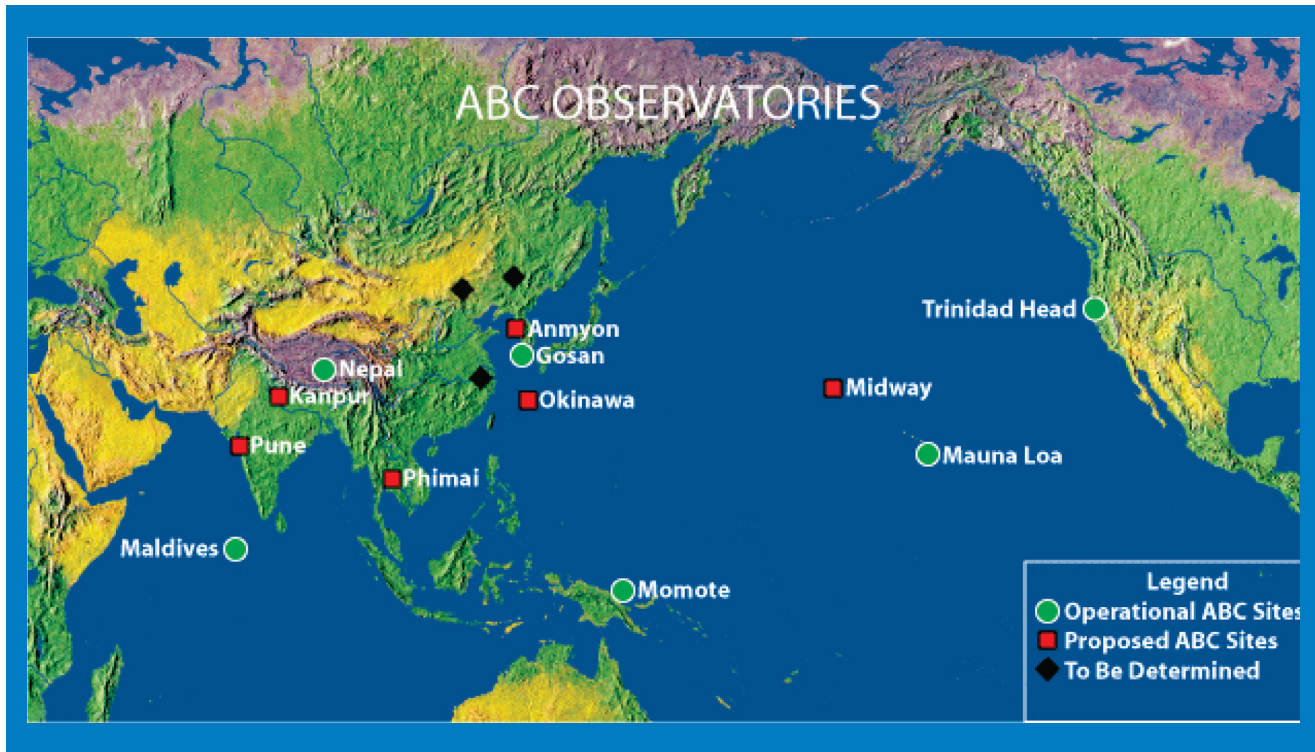 ABC OBSERVATORIES
Trinidad Head
Anmyon
Gosan
Nepal
Kanpur
Okinawa
Midway
Pune
Mauna Loa
Phimai
Maldives
Momote
Legend
Operational ABC Sites
Proposed ABC Sites
To Be Determined